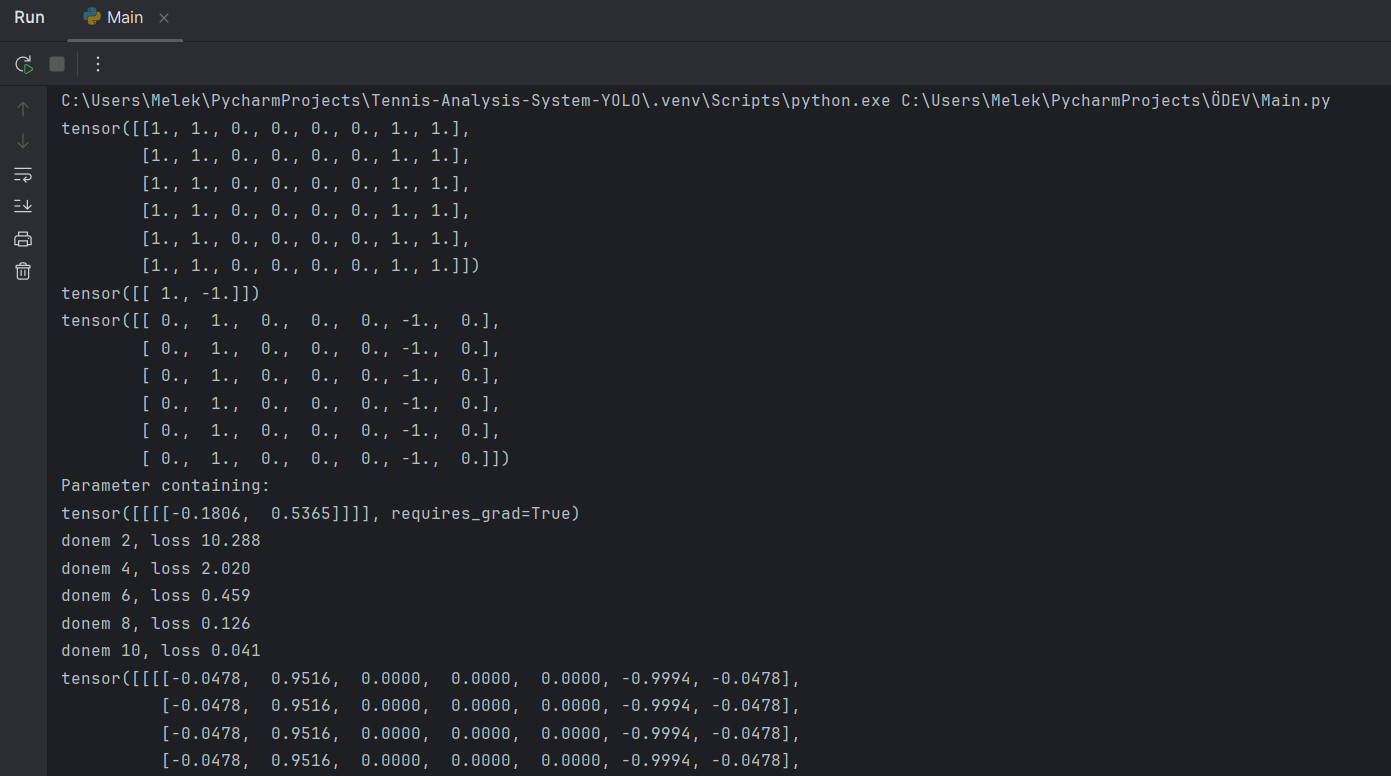 Run Main
C:\Users\Melek\PycharmProjects\Tennis-Analysis-System-YOLO\.venv\Scripts\python.exe C:\Users\Melek\PycharmProjects\ÖDEV\Main.py
tensor([[1., 1., 0., 0., 0., 0., 1., 1.],
        [1., 1., 0., 0., 0., 0., 1., 1.],
        [1., 1., 0., 0., 0., 0., 1., 1.],
        [1., 1., 0., 0., 0., 0., 1., 1.],
        [1., 1., 0., 0., 0., 0., 1., 1.],
        [1., 1., 0., 0., 0., 0., 1., 1.]])
tensor([[ 1., -1.]])
tensor([[ 0.,  1.,  0.,  0.,  0., -1.,  0.],
        [ 0.,  1.,  0.,  0.,  0., -1.,  0.],
        [ 0.,  1.,  0.,  0.,  0., -1.,  0.],
        [ 0.,  1.,  0.,  0.,  0., -1.,  0.],
        [ 0.,  1.,  0.,  0.,  0., -1.,  0.],
        [ 0.,  1.,  0.,  0.,  0., -1.,  0.]])
Parameter containing:
tensor([[[[-0.1806,  0.5365]]]], requires_grad=True)
donem 2, loss 10.288
donem 4, loss 2.020
donem 6, loss 0.459
donem 8, loss 0.126
donem 10, loss 0.041
tensor([[[[-0.0478,  0.9516,  0.0000,  0.0000,  0.0000, -0.9994, -0.0478],
          [-0.0478,  0.9516,  0.0000,  0.0000,  0.0000, -0.9994, -0.0478],
          [-0.0478,  0.9516,  0.0000,  0.0000,  0.0000, -0.9994, -0.0478],
          [-0.0478,  0.9516,  0.0000,  0.0000,  0.0000, -0.9994, -0.0478],